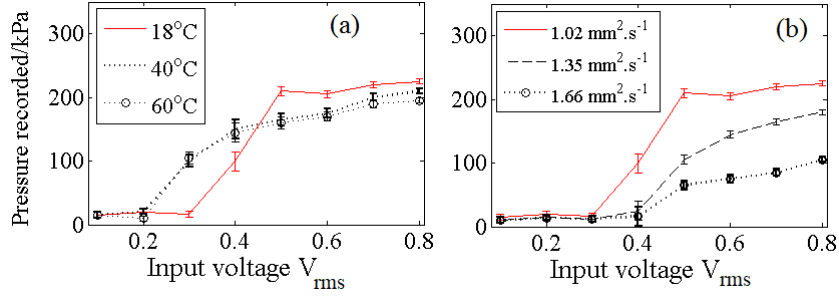 (a)
18°C
40°C
60°C
Pressure recorded/kPa
300
200
100
0
0.2 0.4 0.6 0.8
Input voltage Vrms
(b)
1.02 mm².s⁻¹
1.35 mm².s⁻¹
1.66 mm².s⁻¹
300
200
100
0
0.2 0.4 0.6 0.8
Input voltage Vrms